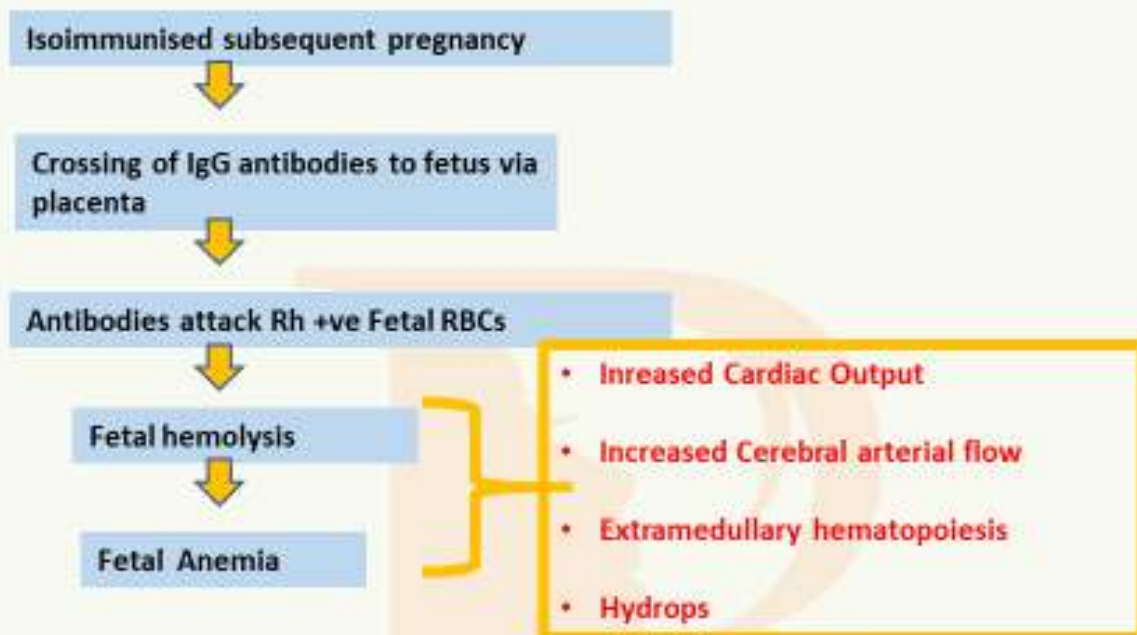 Isoimmunised subsequent pregnancy
Crossing of IgG antibodies to fetus via
placenta
Antibodies attack Rh +ve Fetal RBCs
Fetal hemolysis
Fetal Anemia
• Inreased Cardiac Output
• Increased Cerebral arterial flow
• Extramedullary hematopoiesis
• Hydrops